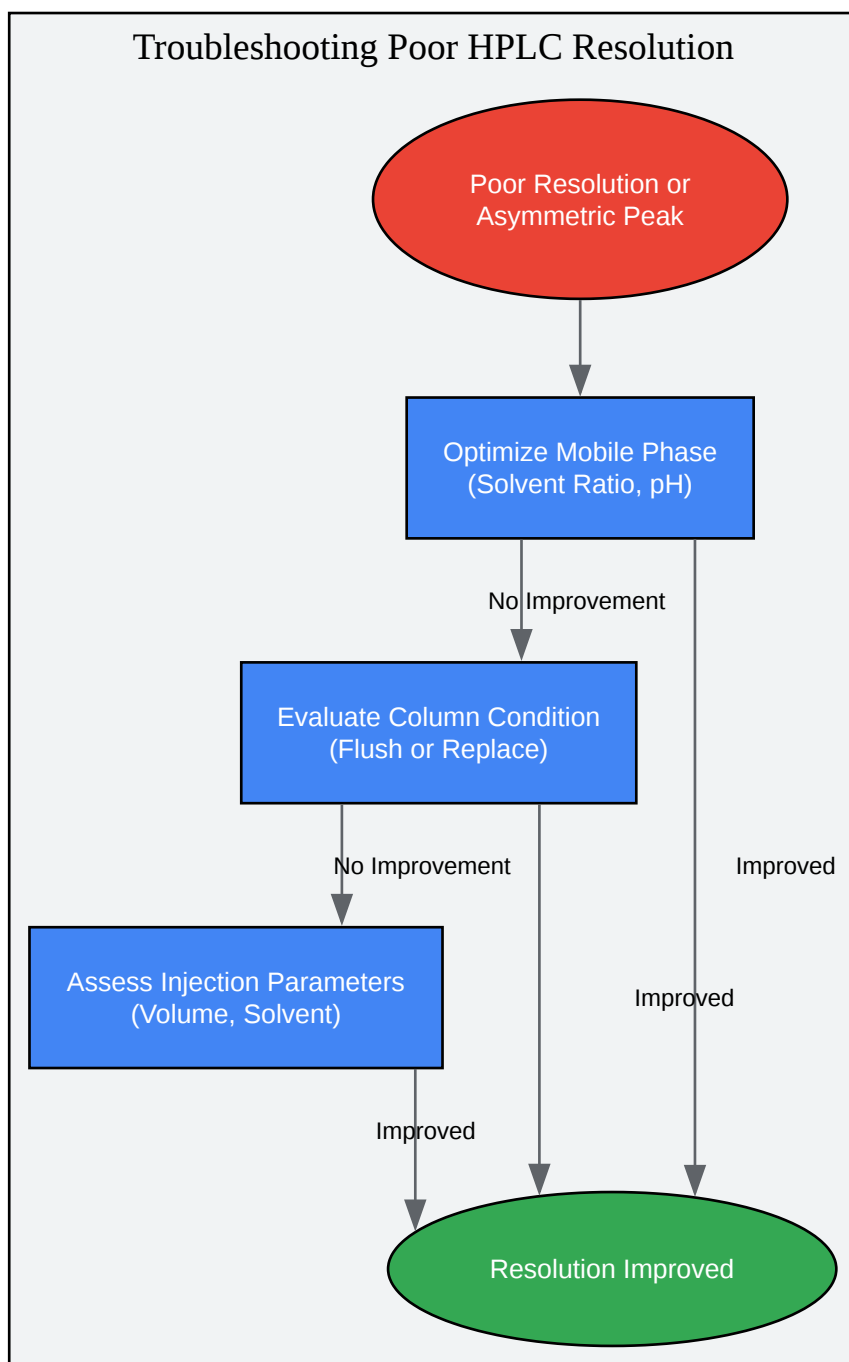 Troubleshooting Poor HPLC Resolution
Poor Resolution or
Asymmetric Peak
Optimize Mobile Phase
(Solvent Ratio, pH)
No Improvement
Evaluate Column Condition
(Flush or Replace)
No Improvement
Improved
Assess Injection Parameters
(Volume, Solvent)
Improved
Improved
Resolution Improved